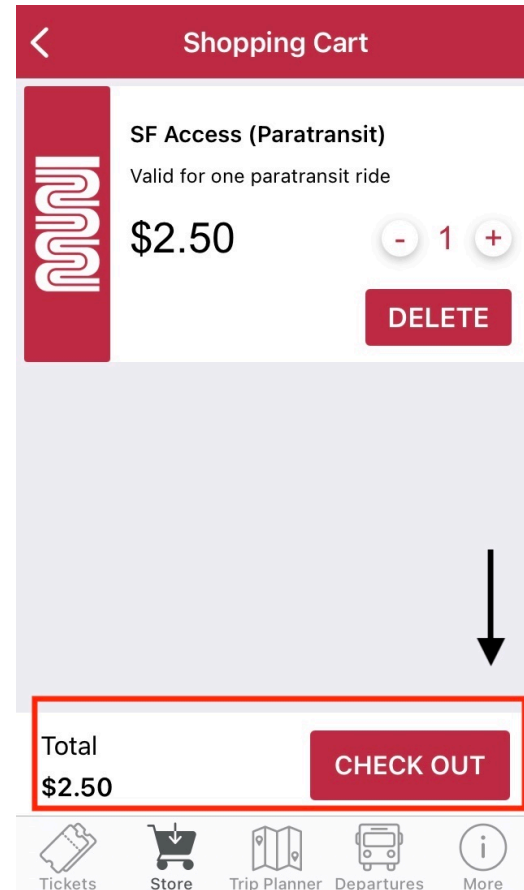 Shopping Cart
SF Access (Paratransit)
Valid for one paratransit ride
$2.50
- 1 +
DELETE
Total
$2.50
CHECK OUT
Tickets Store Trip Planner Departures More